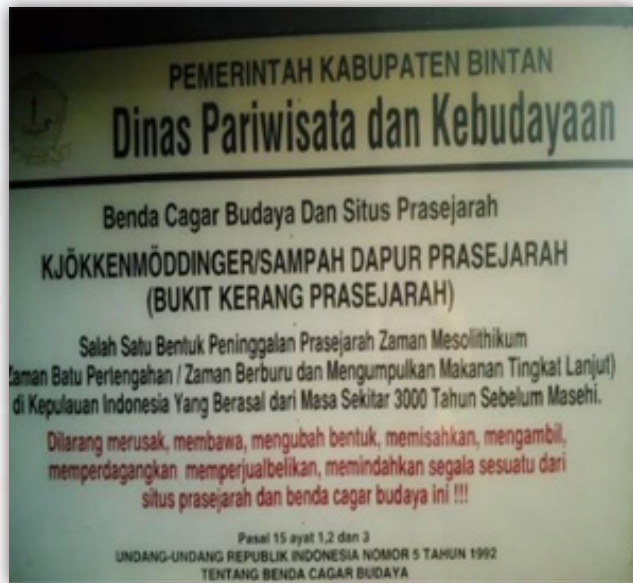 PEMERINTAH KABUPATEN BINTAN
Dinas Pariwisata dan Kebudayaan
Benda Cagar Budaya Dan Situs Prasejarah
KJÖKKENMÖDDINGER/SAMPAH DAPUR PRASEJARAH
(BUKIT KERANG PRASEJARAH)
Salah Satu Bentuk Peninggalan Prasejarah Zaman Mesolithikum
Zaman Batu Pertengahan / Zaman Berburu dan Mengumpulkan Makanan Tingkat Lanjut)
di Kepulauan Indonesia Yang Berasal dari Masa Sekitar 3000 Tahun Sebelum Masehi.
Dilarang merusak, membawa, mengubah bentuk, memisahkan, mengambil,
memperdagangkan memperjualbelikan, memindahkan segala sesuatu dari
situs prasejarah dan benda cagar budaya ini !!!
Pasal 15 ayat 1,2 dan 3
UNDANG-UNDANG REPUBLIK INDONESIA NOMOR 5 TAHUN 1992
TENTANG BENDA CAGAR BUDAYA